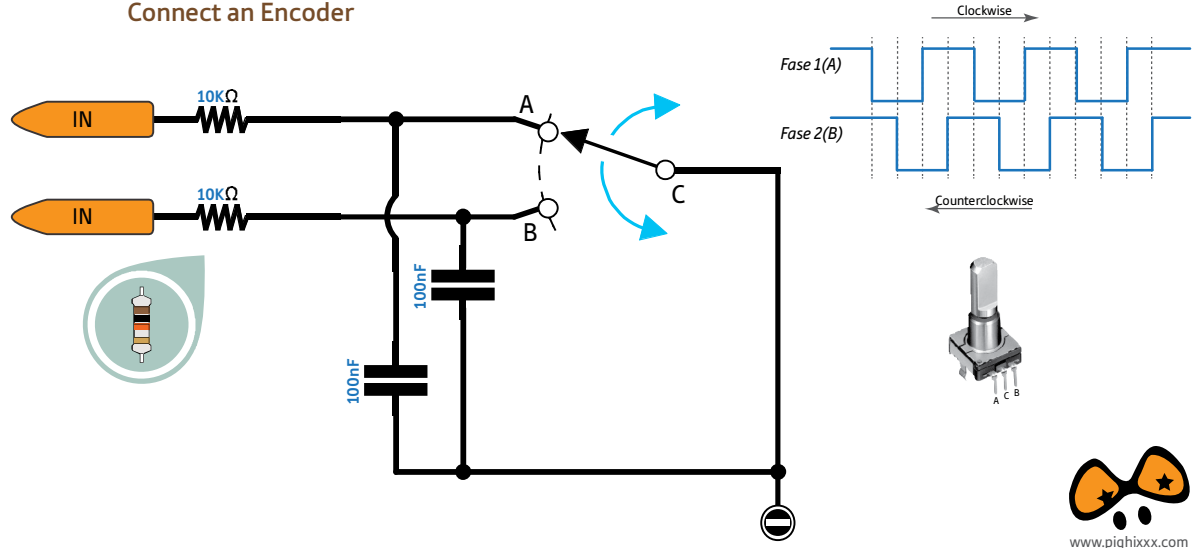 Connect an Encoder
Clockwise
Fase 1(A)
Fase 2(B)
Counterclockwise
IN
10KΩ
A
IN
10KΩ
B
C
100nF
100nF
A C B
www.pighixxx.com